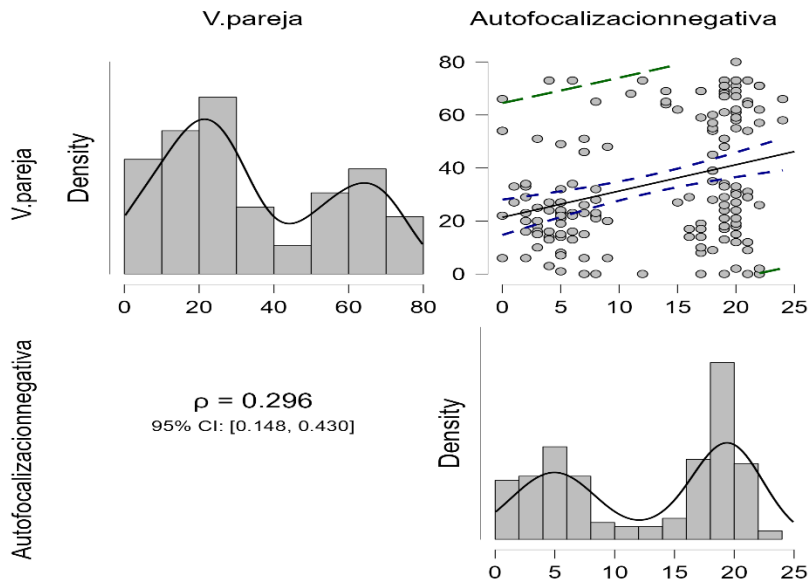 V.pareja
Autofocalizacionnegativa
V.pareja
Density
0 20 40 60 80
80
60
40
20
0
0 5 10 15 20 25
Autofocalizacionnegativa
ρ = 0.296
95% CI: [0.148, 0.430]
Density
0 5 10 15 20 25